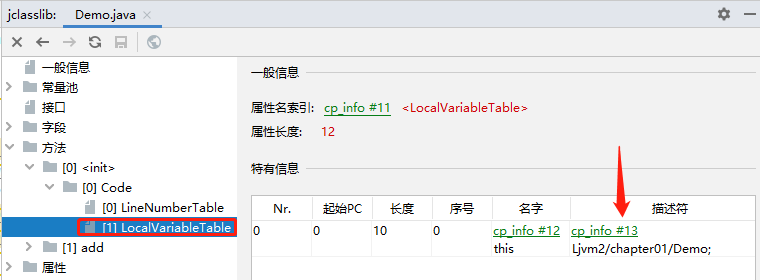 jclasslib: Demo.java
一般信息
常量池
接口
字段
方法
[0] <init>
[0] Code
[0] LineNumberTable
[1] LocalVariableTable
[1] add
属性
一般信息
属性名索引: cp_info #11 <LocalVariableTable>
属性长度: 12
特有信息
Nr. 起始PC 长度 序号 名字 描述符
0 0 10 0 cp_info #12 cp_info #13
this Ljvm2/chapter01/Demo;